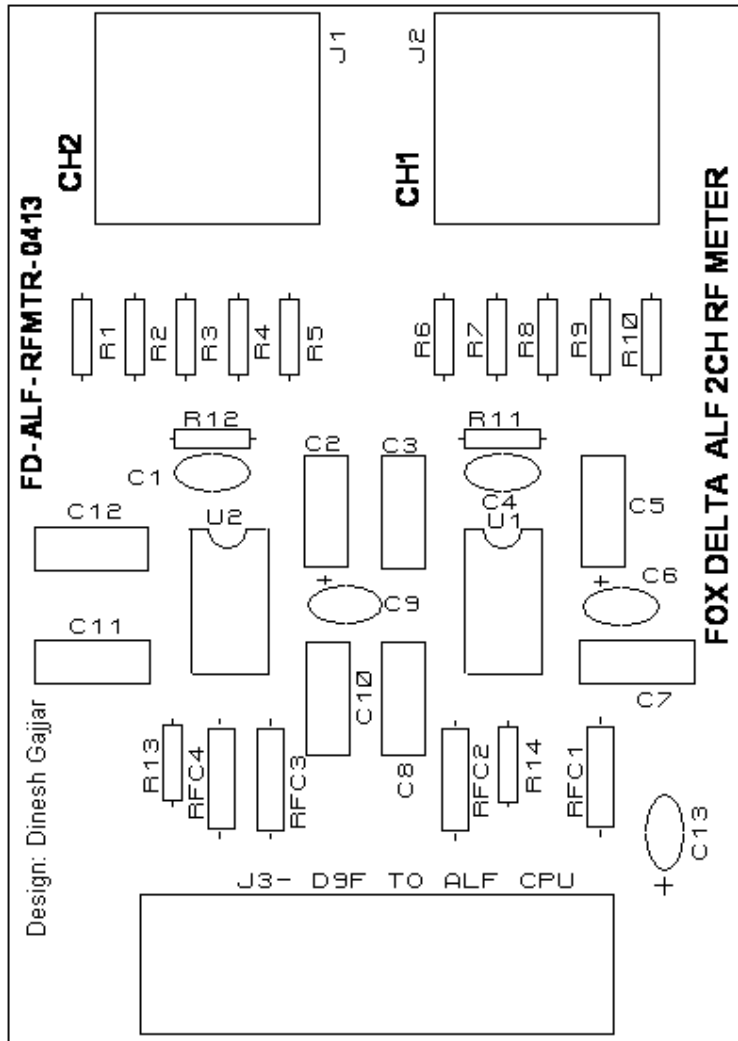 J1
J2
CH2
CH1
FD-ALF-RFMTR-0413
FOX DELTA ALF 2CH RF METER
R1
R2
R3
R4
R5
R6
R7
R8
R9
R10
R12
R11
C1
C2
C3
C4
C5
C12
U2
U1
+
C9
+
C6
C11
C10
C7
R13
RFC4
RFC3
C8
RFC2
R14
RFC1
C13
+
Design: Dinesh Gajjar
J3- D9F TO ALF CPU